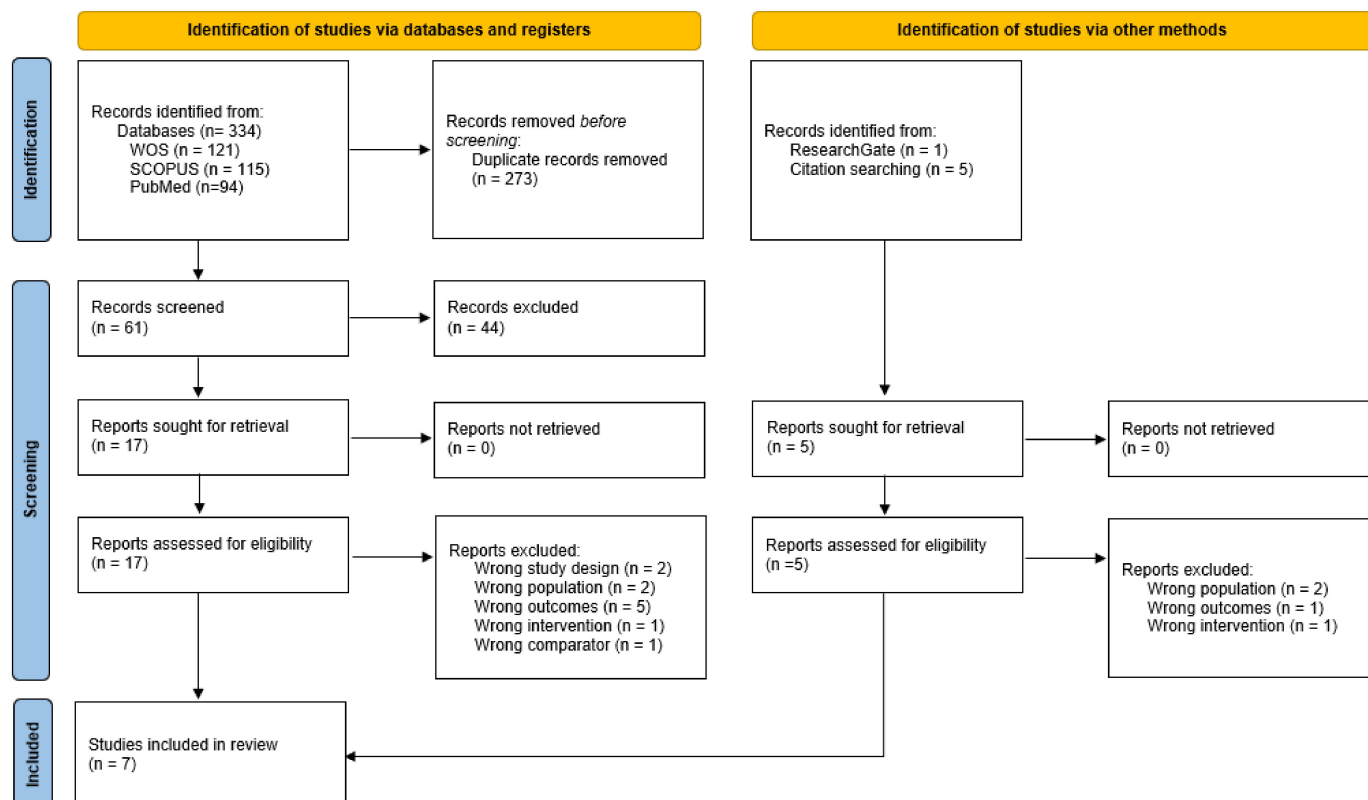 Identification of studies via databases and registers
Identification of studies via other methods
Identification
Records identified from:
Databases (n= 334)
WOS (n = 121)
SCOPUS (n = 115)
PubMed (n=94)
Records removed before
screening:
Duplicate records removed
(n = 273)
Records identified from:
ResearchGate (n = 1)
Citation searching (n = 5)
Screening
Records screened
(n = 61)
Records excluded
(n = 44)
Reports sought for retrieval
(n = 17)
Reports not retrieved
(n = 0)
Reports sought for retrieval
(n = 5)
Reports not retrieved
(n = 0)
Reports assessed for eligibility
(n = 17)
Reports excluded:
Wrong study design (n = 2)
Wrong population (n = 2)
Wrong outcomes (n = 5)
Wrong intervention (n = 1)
Wrong comparator (n = 1)
Reports assessed for eligibility
(n =5)
Reports excluded:
Wrong population (n = 2)
Wrong outcomes (n = 1)
Wrong intervention (n = 1)
Included
Studies included in review
(n = 7)